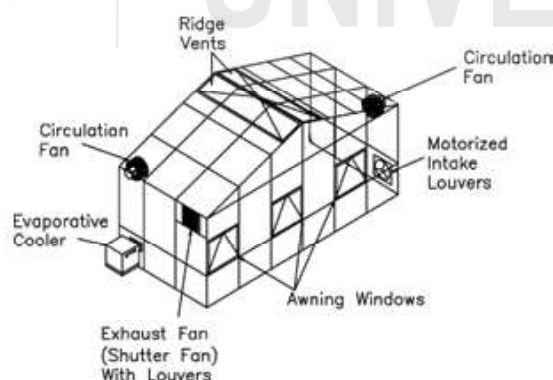 UNIVE
Ridge
Vents
Circulation
Fan
Circulation
Fan
Motorized
Intake
Louvers
Evaporative
Cooler
Awning Windows
Exhaust Fan
(Shutter Fan)
With Louvers